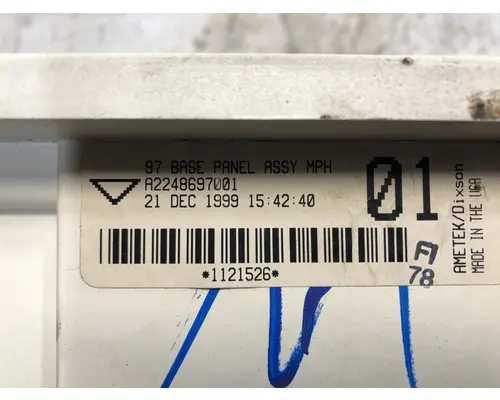 97 BASE PANEL ASSY MPH
A2248697001
21 DEC 1999 15:42:40
01
*1121526*
A
78
AMETEK/Dixson
MADE IN THE USA